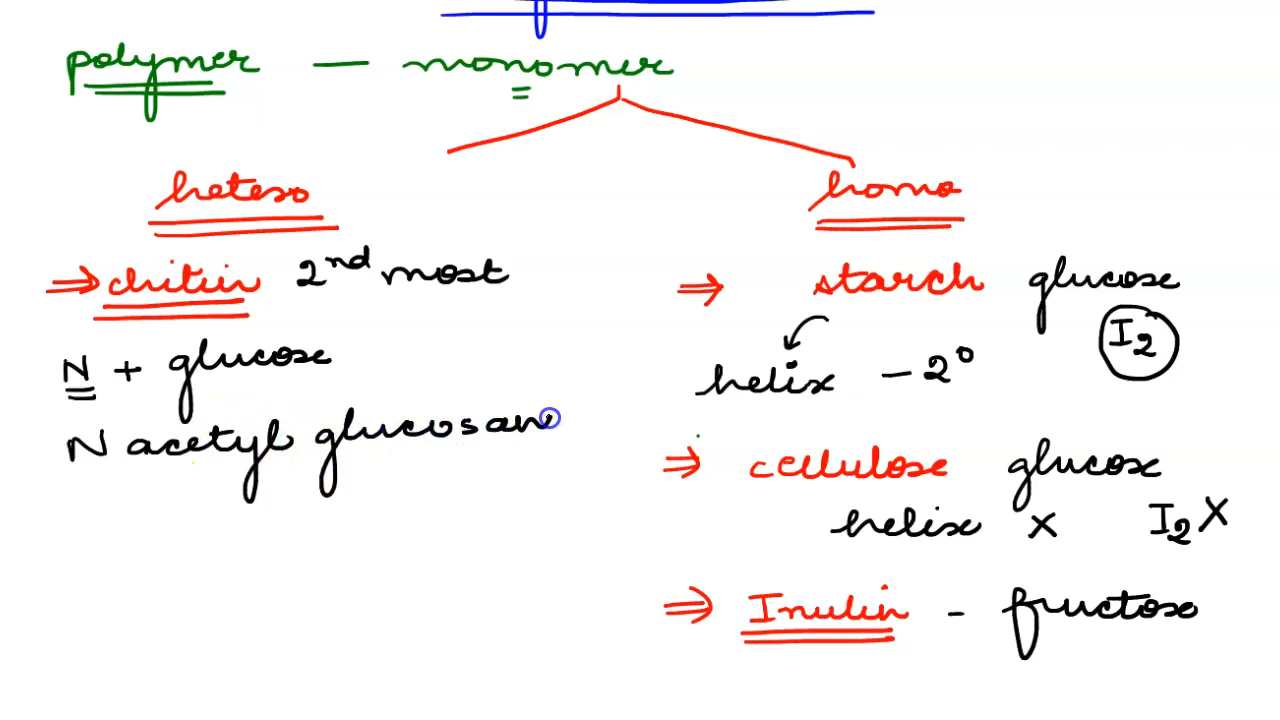 polymer — monomer
hetero
homo
⇒ chitin 2nd most
⇒ starch glucose
I2
N + glucose
helix - 2°
N acetyl glucosam
⇒ cellulose glucose
helix X I2 X
⇒ Inulin - fructose